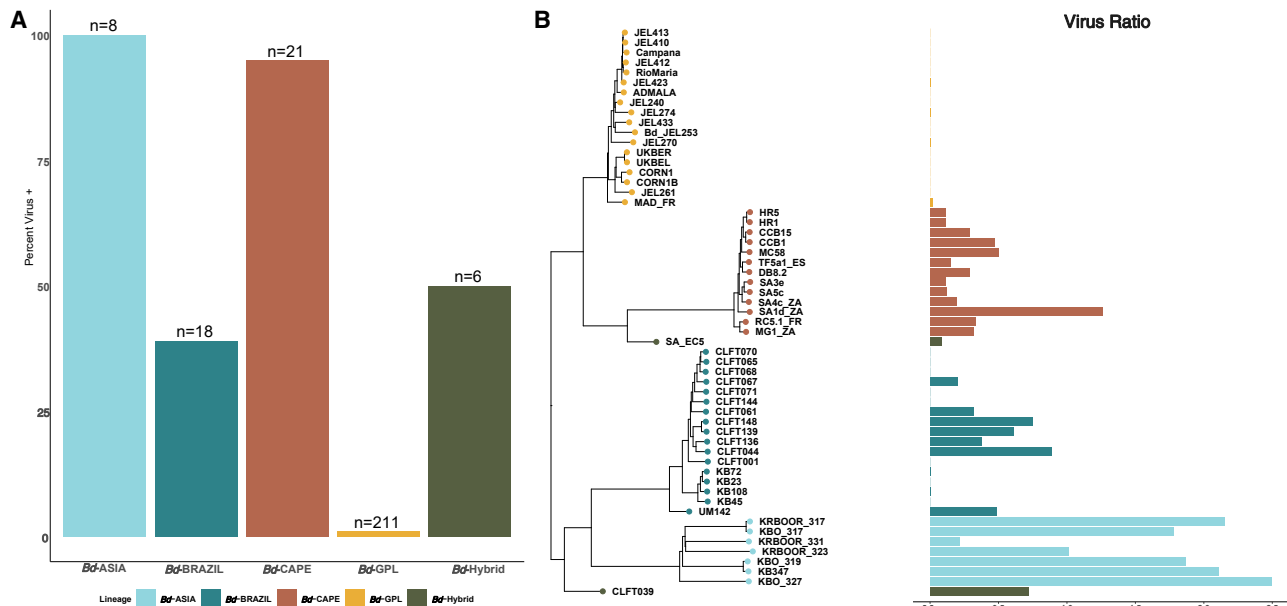 A
n=8
n=21
n=18
n=211
n=6
100
75
50
25
0
Percent Virus +
Bd-ASIA
Bd-BRAZIL
Bd-CAPE
Bd-GPL
Bd-Hybrid
Lineage
Bd-ASIA
Bd-BRAZIL
Bd-CAPE
Bd-GPL
Bd-Hybrid
B
Virus Ratio
JEL413
JEL410
Campana
JEL412
RioMaria
JEL423
ADMALA
JEL240
JEL274
JEL433
Bd_JEL253
JEL270
UKBER
UKBEL
CORN1
CORN1B
JEL261
MAD_FR
HR5
HR1
CCB15
CCB1
MC58
TF5a1_ES
DB8.2
SA3e
SA5c
SA4c_ZA
SA1d_ZA
RC5.1_FR
MG1_ZA
SA_EC5
CLFT070
CLFT065
CLFT068
CLFT067
CLFT071
CLFT144
CLFT061
CLFT148
CLFT139
CLFT136
CLFT044
CLFT001
KB72
KB23
KB108
KB45
UM142
KRBOOR_317
KBO_317
KRBOOR_331
KRBOOR_323
KBO_319
KB347
KBO_327
CLFT039